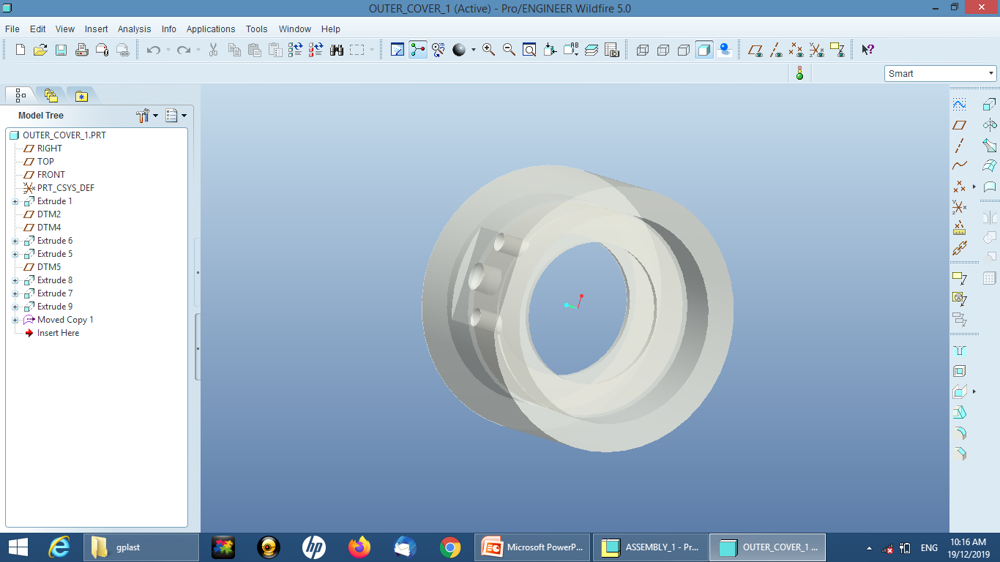 OUTER_COVER_1 (Active) - Pro/ENGINEER Wildfire 5.0
File Edit View Insert Analysis Info Applications Tools Window Help
Smart
Model Tree
OUTER_COVER_1.PRT
RIGHT
TOP
FRONT
PRT_CSYS_DEF
Extrude 1
DTM2
DTM4
Extrude 6
Extrude 5
DTM5
Extrude 8
Extrude 7
Extrude 9
Moved Copy 1
Insert Here
gplast
hp
Microsoft PowerP...
ASSEMBLY_1 - Pr...
OUTER_COVER_1 ...
ENG
10:16 AM
19/12/2019